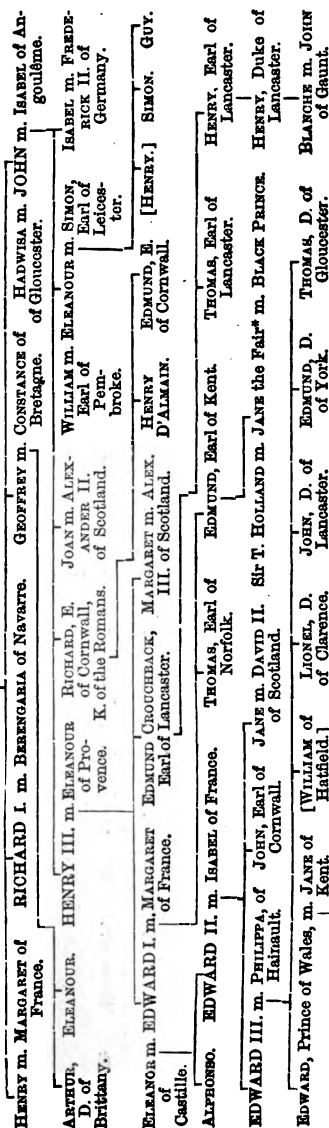 HENRY m. MARGARET of France.
RICHARD I. m. BERENGARIA of Navarre.
GEOFFREY m. CONSTANCE of Bretagne.
HADWISA m. JOHN m. ISABEL of Angoulême.
of Gloucester.
ARTHUR, D. of Brittany.
ELEANOUR.
HENRY III. m. ELEANOUR of Provence.
RICHARD, E. of Cornwall, K. of the Romans.
JOAN m. ALEXANDER II. of Scotland.
WILLIAM m. ELEANOUR m. SIMON,
Earl of Pembroke.
Earl of Leicester.
ISABEL m. FREDERICK II. of Germany.
ELEANOR m. EDWARD I. m. MARGARET
of Castille.
of France.
EDMUND CROUCHBACK, Earl of Lancaster.
MARGARET m. ALEX. III. of Scotland.
HENRY D'ALMAIN.
EDMUND, E. of Cornwall.
[HENRY.]
SIMON.
GUY.
ALPHONSO.
EDWARD II. m. ISABEL of France.
THOMAS, Earl of Norfolk.
EDMUND, Earl of Kent.
THOMAS, Earl of Lancaster.
HENRY, Earl of Lancaster.
EDWARD III. m. PHILIPPA, of Hainault.
JOHN, Earl of Cornwall.
JANE m. DAVID II. of Scotland.
Sir T. HOLLAND m. JANE the Fair* m. BLACK PRINCE.
HENRY, Duke of Lancaster.
EDWARD, Prince of Wales, m. JANE of Kent.
[WILLIAM of Hatfield.]
LIONEL, D. of Clarence.
JOHN, D. of Lancaster.
EDMUND, D. of York.
THOMAS, D. of Gloucester.
BLANCHE m. JOHN of Gaunt.